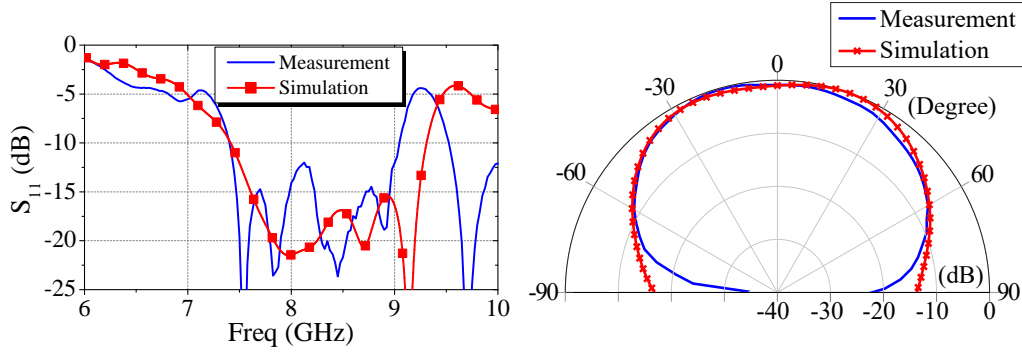 Measurement
Simulation
0
-5
-10
-15
-20
-25
S11 (dB)
6
7
8
9
10
Freq (GHz)
Measurement
Simulation
0
-30
30
(Degree)
-60
60
-90
90
(dB)
-40
-30
-20
-10
0